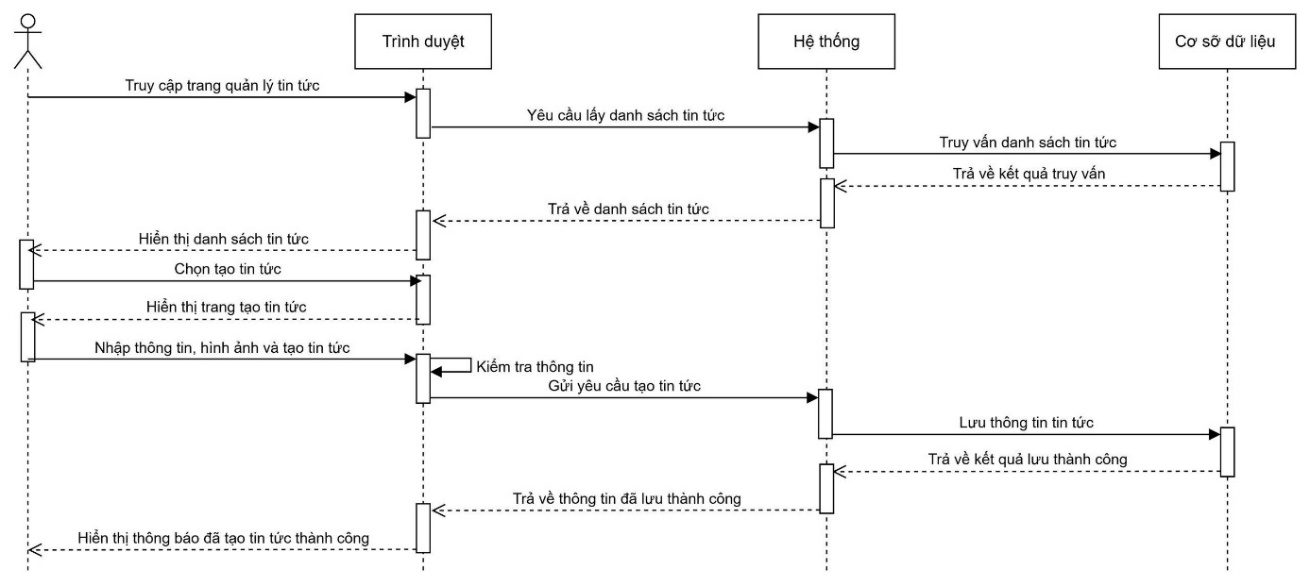 Trình duyệt
Hệ thống
Cơ sỡ dữ liệu
Truy cập trang quản lý tin tức
Yêu cầu lấy danh sách tin tức
Truy vấn danh sách tin tức
Trả về kết quả truy vấn
Trả về danh sách tin tức
Hiển thị danh sách tin tức
Chọn tạo tin tức
Hiển thị trang tạo tin tức
Nhập thông tin, hình ảnh và tạo tin tức
Kiểm tra thông tin
Gửi yêu cầu tạo tin tức
Lưu thông tin tin tức
Trả về kết quả lưu thành công
Trả về thông tin đã lưu thành công
Hiển thị thông báo đã tạo tin tức thành công